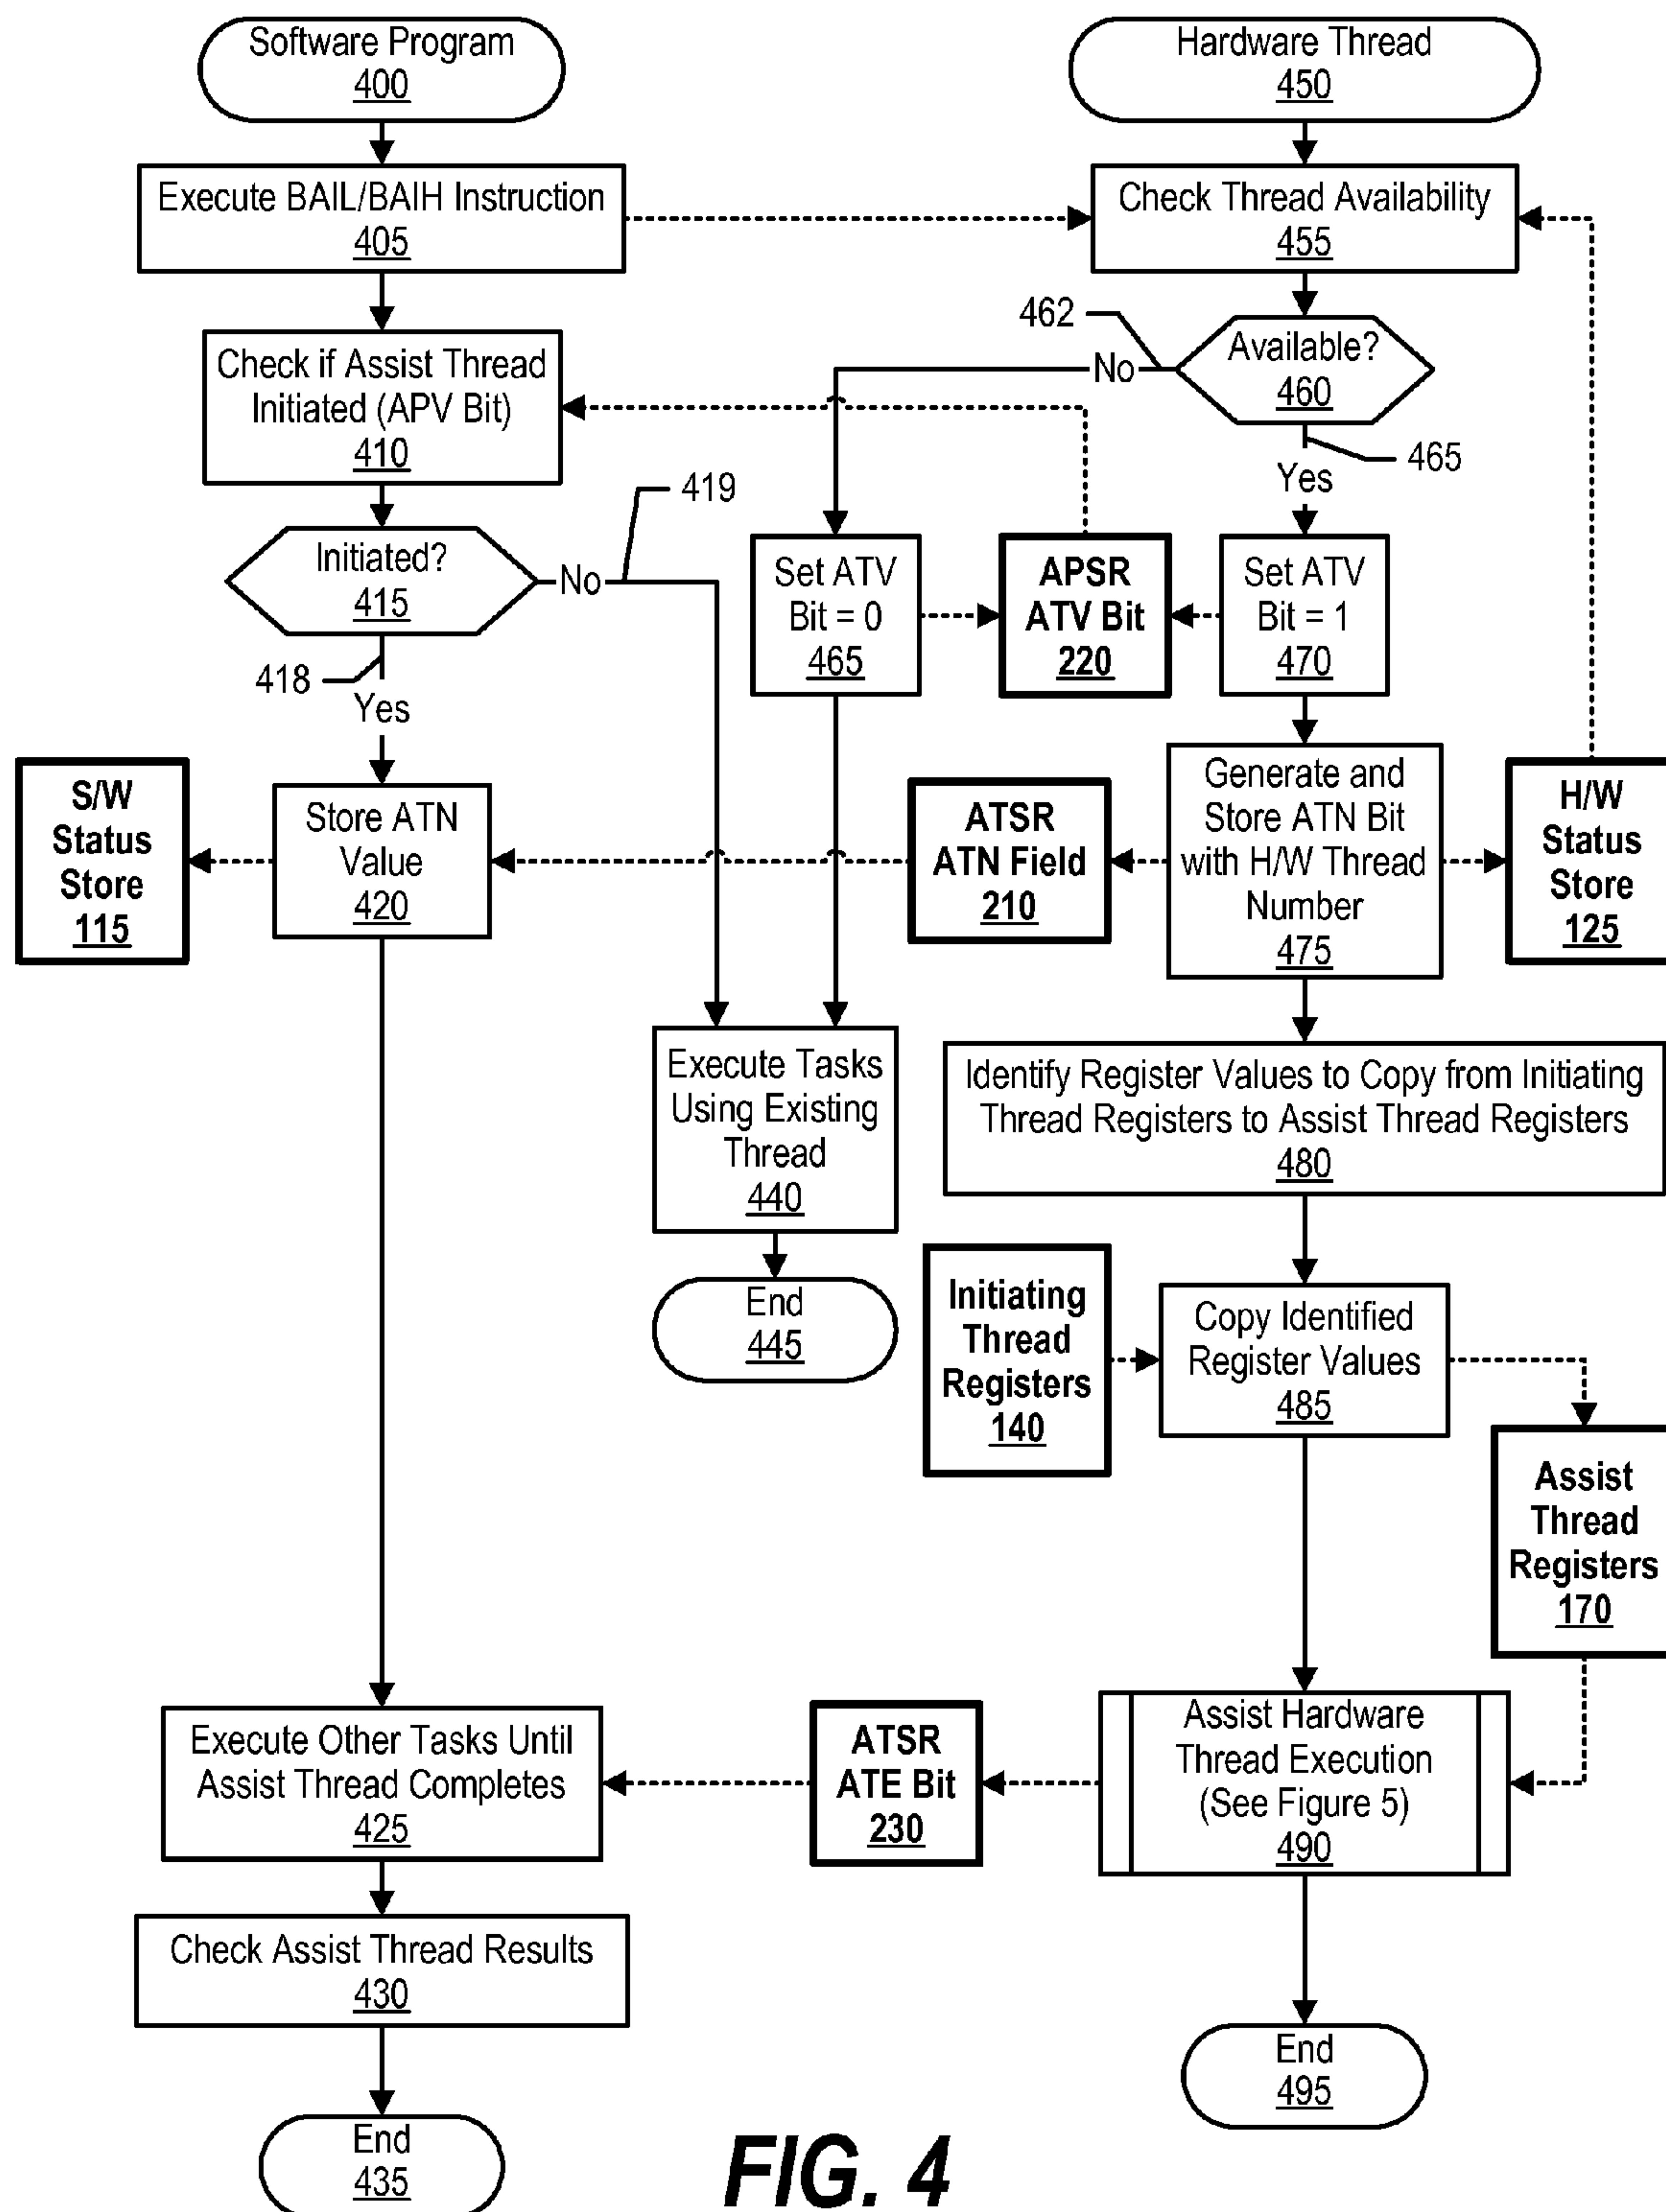 Software Program
400
Hardware Thread
450
Execute BAIL/BAIH Instruction
405
Check Thread Availability
455
462
No
Available?
460
465
Yes
Check if Assist Thread
Initiated (APV Bit)
410
419
Initiated?
415
No
418
Yes
Set ATV
Bit = 0
465
APSR
ATV Bit
220
Set ATV
Bit = 1
470
S/W
Status
Store
115
Store ATN
Value
420
ATSR
ATN Field
210
Generate and
Store ATN Bit
with H/W Thread
Number
475
H/W
Status
Store
125
Execute Tasks
Using Existing
Thread
440
Identify Register Values to Copy from Initiating
Thread Registers to Assist Thread Registers
480
End
445
Initiating
Thread
Registers
140
Copy Identified
Register Values
485
Assist
Thread
Registers
170
Execute Other Tasks Until
Assist Thread Completes
425
ATSR
ATE Bit
230
Assist Hardware
Thread Execution
(See Figure 5)
490
Check Assist Thread Results
430
End
495
End
435
FIG. 4